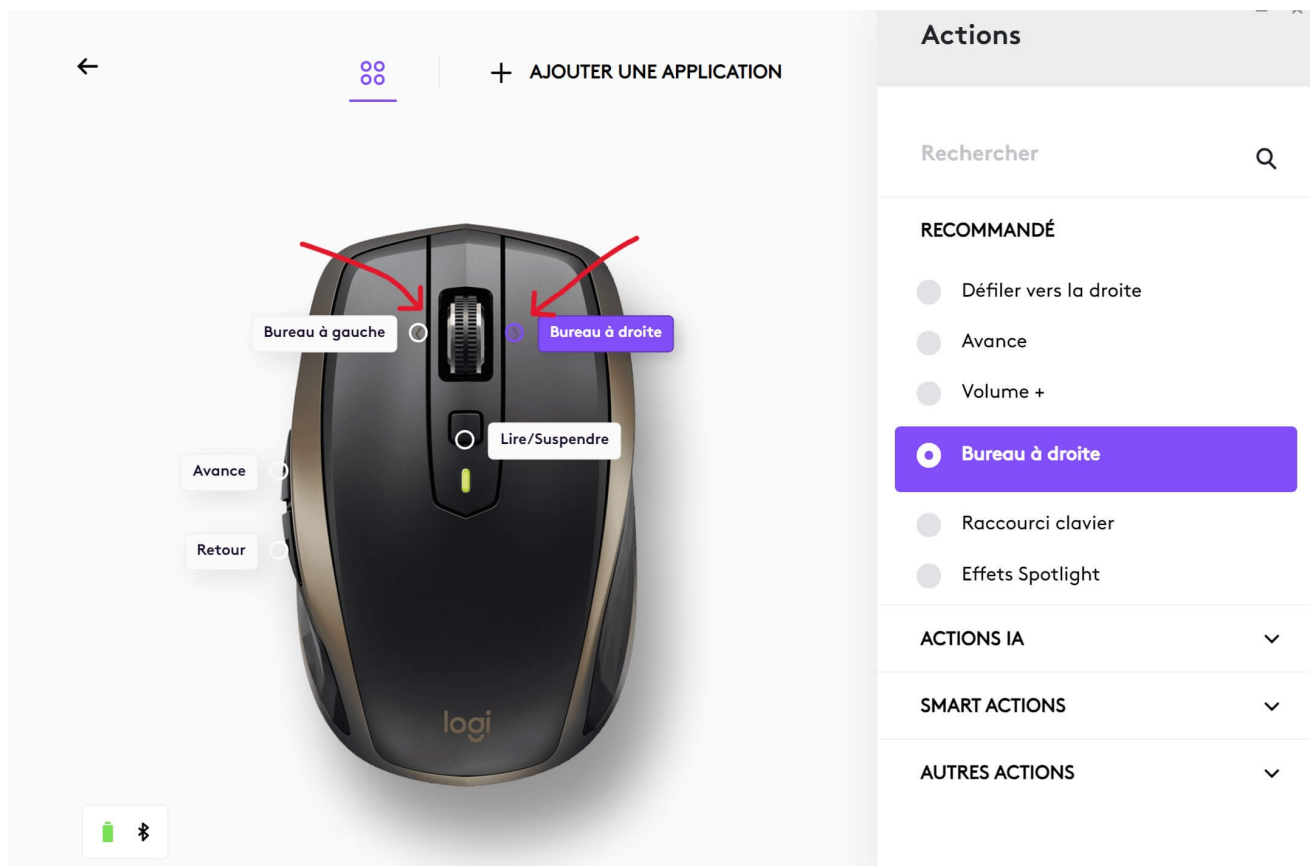 AJOUTER UNE APPLICATION
Bureau à gauche
Bureau à droite
Lire/Suspendre
Avance
Retour
logi
Actions
Rechercher
RECOMMANDÉ
Défiler vers la droite
Avance
Volume +
Bureau à droite
Raccourci clavier
Effets Spotlight
ACTIONS IA
SMART ACTIONS
AUTRES ACTIONS